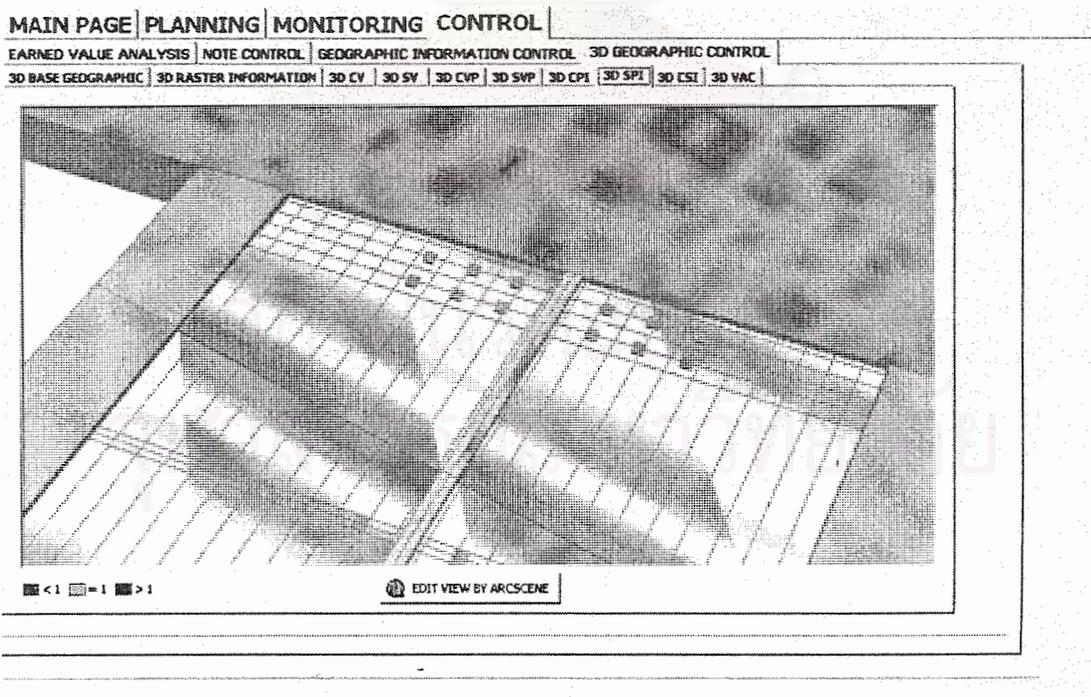 MAIN PAGE PLANNING MONITORING CONTROL
EARNED VALUE ANALYSIS NOTE CONTROL GEOGRAPHIC INFORMATION CONTROL 3D GEOGRAPHIC CONTROL
3D BASE GEOGRAPHIC 3D RASTER INFORMATION 3D CV 3D SV 3D CVP 3D SVP 3D CPI 3D SPI 3D CSI 3D VAC
< 1 = 1 > 1
EDIT VIEW BY ARCSCENE